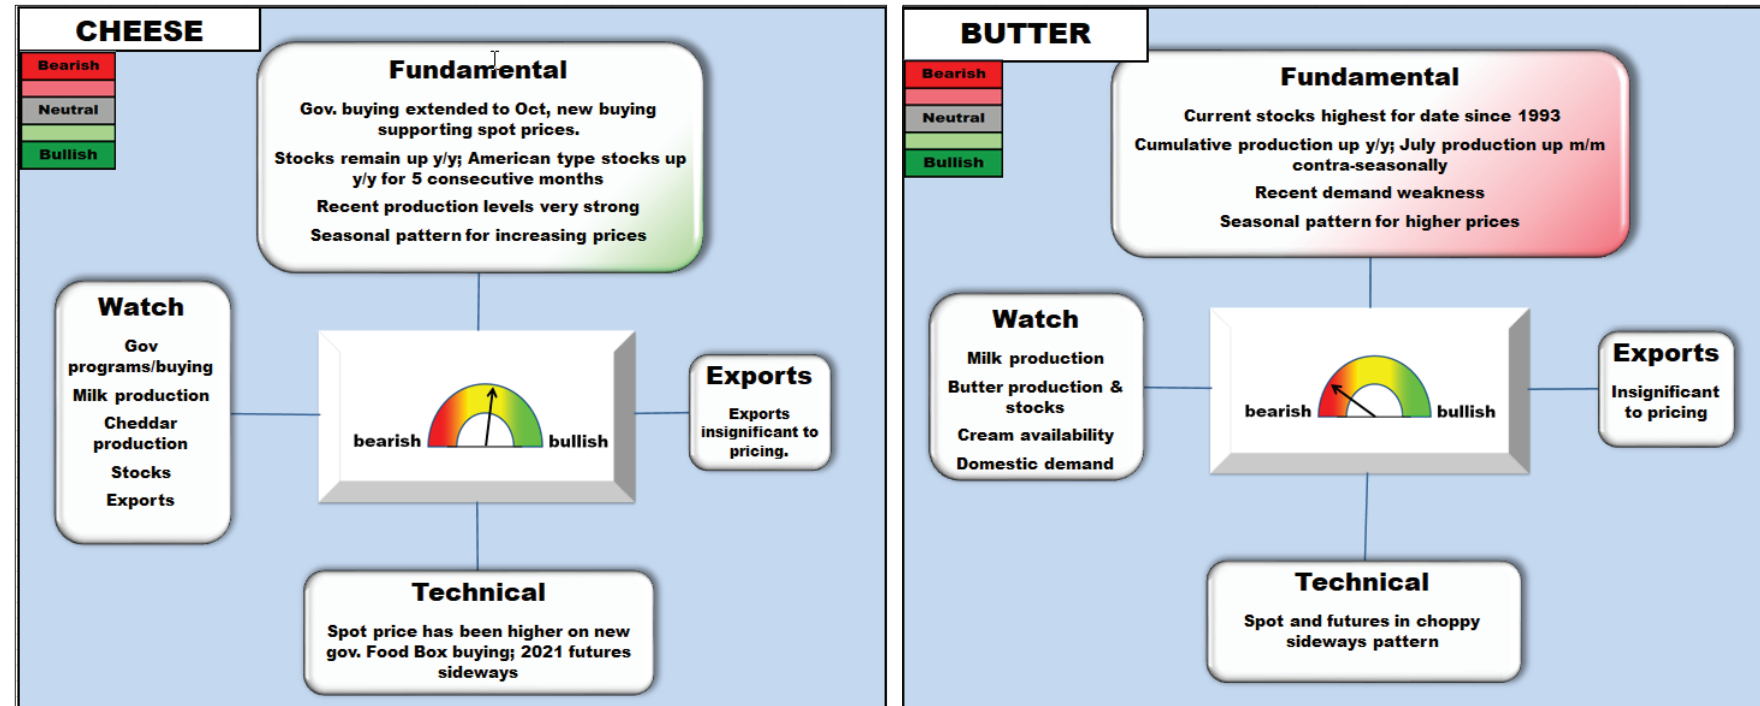 CHEESE
Bearish
Neutral
Bullish
Fundamental
Gov. buying extended to Oct, new buying
supporting spot prices.
Stocks remain up y/y; American type stocks up
y/y for 5 consecutive months
Recent production levels very strong
Seasonal pattern for increasing prices
Watch
Gov
programs/buying
Milk production
Cheddar
production
Stocks
Exports
bearish
bullish
Exports
Exports
insignificant to
pricing.
Technical
Spot price has been higher on new
gov. Food Box buying; 2021 futures
sideways
BUTTER
Bearish
Neutral
Bullish
Fundamental
Current stocks highest for date since 1993
Cumulative production up y/y; July production up m/m
contra-seasonally
Recent demand weakness
Seasonal pattern for higher prices
Watch
Milk production
Butter production &
stocks
Cream availability
Domestic demand
bearish
bullish
Exports
Insignificant
to pricing
Technical
Spot and futures in choppy
sideways pattern